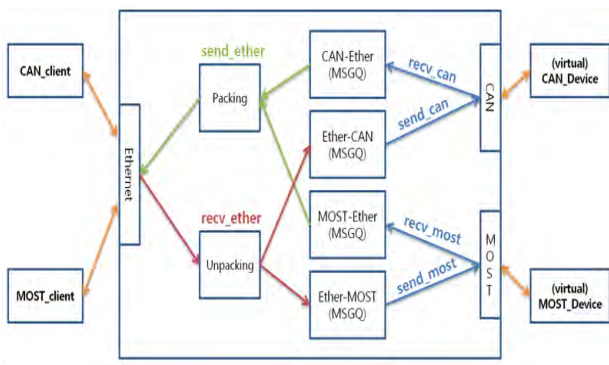 CAN_client
MOST_client
Ethernet
send_ether
Packing
recv_ether
Unpacking
CAN-Ether
(MSGQ)
Ether-CAN
(MSGQ)
MOST-Ether
(MSGQ)
Ether-MOST
(MSGQ)
recv_can
send_can
recv_most
send_most
CAN
MOST
(virtual)
CAN_Device
(virtual)
MOST_Device